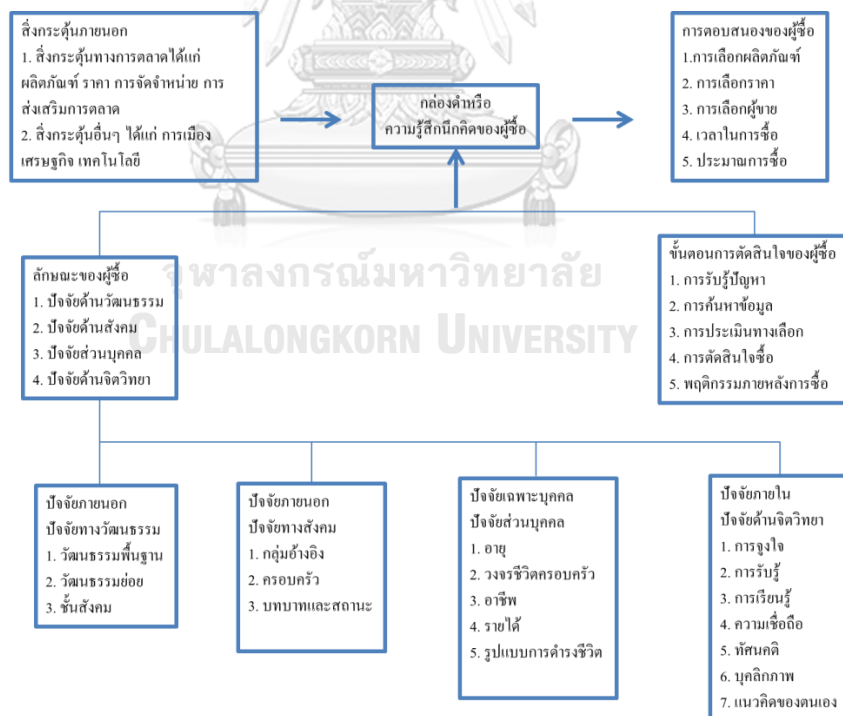 สิ่งกระตุ้นภายนอก
1. สิ่งกระตุ้นทางการตลาดได้แก่
ผลิตภัณฑ์ ราคา การจัดจำหน่าย การ
ส่งเสริมการตลาด
2. สิ่งกระตุ้นอื่นๆ ได้แก่ การเมือง
เศรษฐกิจ เทคโนโลยี
กล่องดำหรือ
ความรู้สึกนึกคิดของผู้ซื้อ
การตอบสนองของผู้ซื้อ
1.การเลือกผลิตภัณฑ์
2. การเลือกราคา
3. การเลือกผู้ขาย
4. เวลาในการซื้อ
5. ประมาณการซื้อ
ลักษณะของผู้ซื้อ
1. ปัจจัยด้านวัฒนธรรม
2. ปัจจัยด้านสังคม
3. ปัจจัยส่วนบุคคล
4. ปัจจัยด้านจิตวิทยา
จุฬาลงกรณ์มหาวิทยาลัย
CHULALONGKORN UNIVERSITY
ขั้นตอนการตัดสินใจของผู้ซื้อ
1. การรับรู้ปัญหา
2. การค้นหาข้อมูล
3. การประเมินทางเลือก
4. การตัดสินใจซื้อ
5. พฤติกรรมภายหลังการซื้อ
ปัจจัยภายนอก
ปัจจัยทางวัฒนธรรม
1. วัฒนธรรมพื้นฐาน
2. วัฒนธรรมย่อย
3. ชั้นสังคม
ปัจจัยภายนอก
ปัจจัยทางสังคม
1. กลุ่มอ้างอิง
2. ครอบครัว
3. บทบาทและสถานะ
ปัจจัยเฉพาะบุคคล
ปัจจัยส่วนบุคคล
1. อายุ
2. วงจรชีวิตครอบครัว
3. อาชีพ
4. รายได้
5. รูปแบบการดำรงชีวิต
ปัจจัยภายใน
ปัจจัยด้านจิตวิทยา
1. การจูงใจ
2. การรับรู้
3. การเรียนรู้
4. ความเชื่อถือ
5. ทัศนคติ
6. บุคลิกภาพ
7. แนวคิดของตนเอง